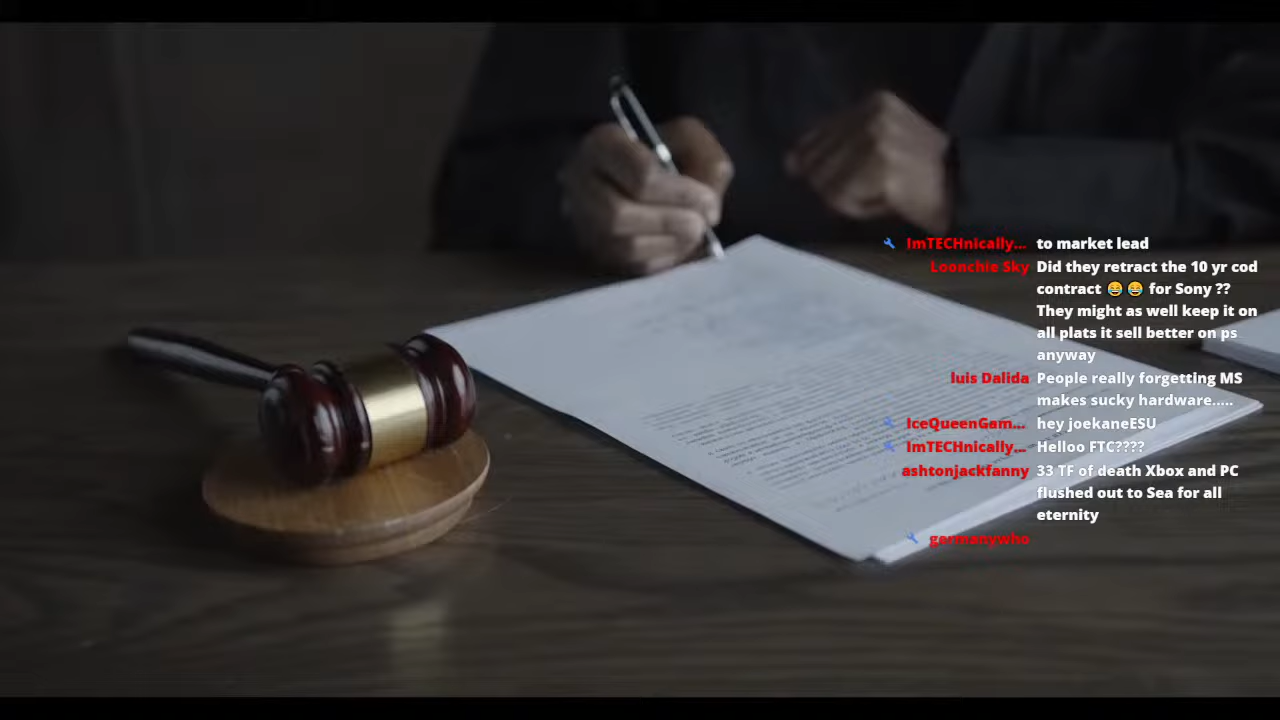 ImTECHnically... to market lead
Loonchie Sky Did they retract the 10 yr cod
contract 😂 😂 for Sony ??
They might as well keep it on
all plats it sell better on ps
anyway
luis Dalida People really forgetting MS
makes sucky hardware.....
IceQueenGam... hey joekaneESU
ImTECHnically... Helloo FTC????
ashtonjackfanny 33 TF of death Xbox and PC
flushed out to Sea for all
eternity
germanywho